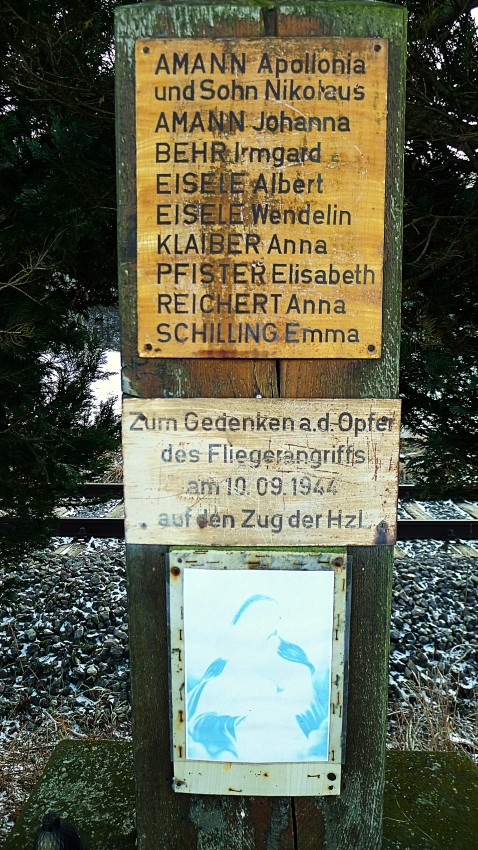 AMANN Apollonia
und Sohn Nikolaus
AMANN Johanna
BEHR Irmgard
EISELE Albert
EISELE Wendelin
KLAIBER Anna
PFISTER Elisabeth
REICHERT Anna
SCHILLING Emma
Zum Gedenken a.d. Opfer
des Fliegerangriffs
am 10.09.1944
auf den Zug der Hzl.